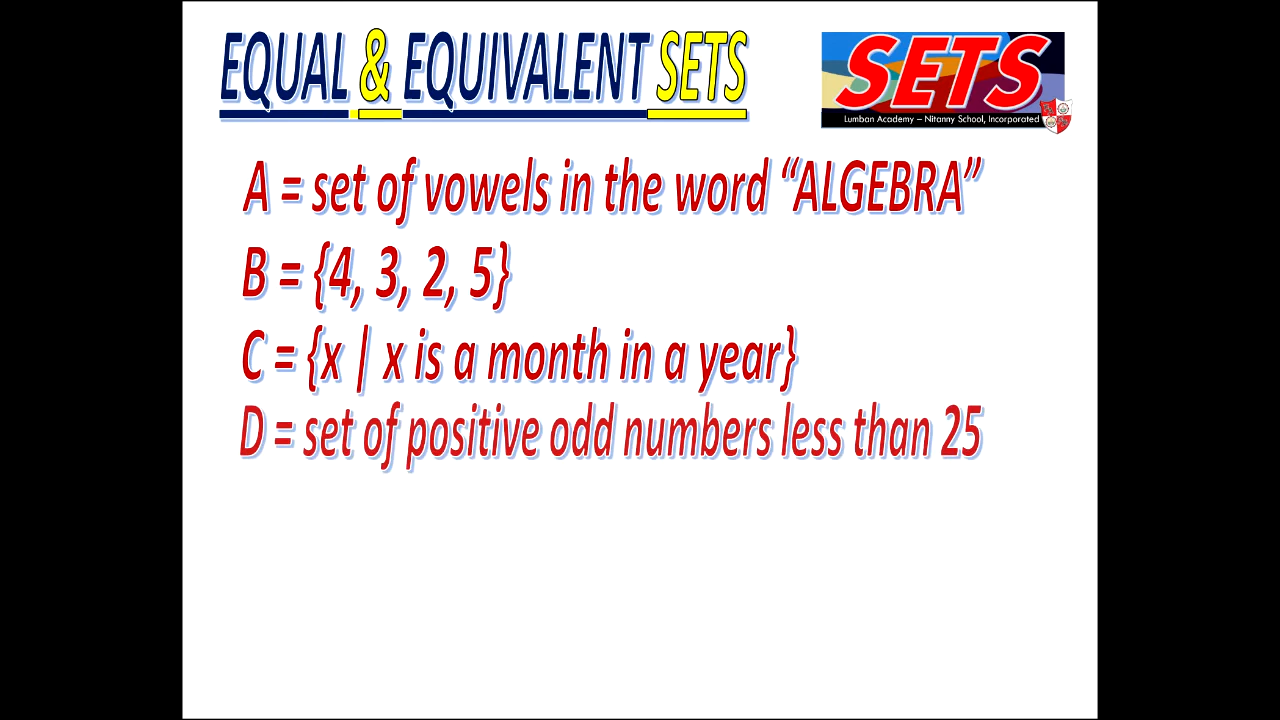 EQUAL & EQUIVALENT SETS
SETS
Lumban Academy – Nitanny School, Incorporated
A = set of vowels in the word “ALGEBRA”
B = {4, 3, 2, 5}
C = {x | x is a month in a year}
D = set of positive odd numbers less than 25